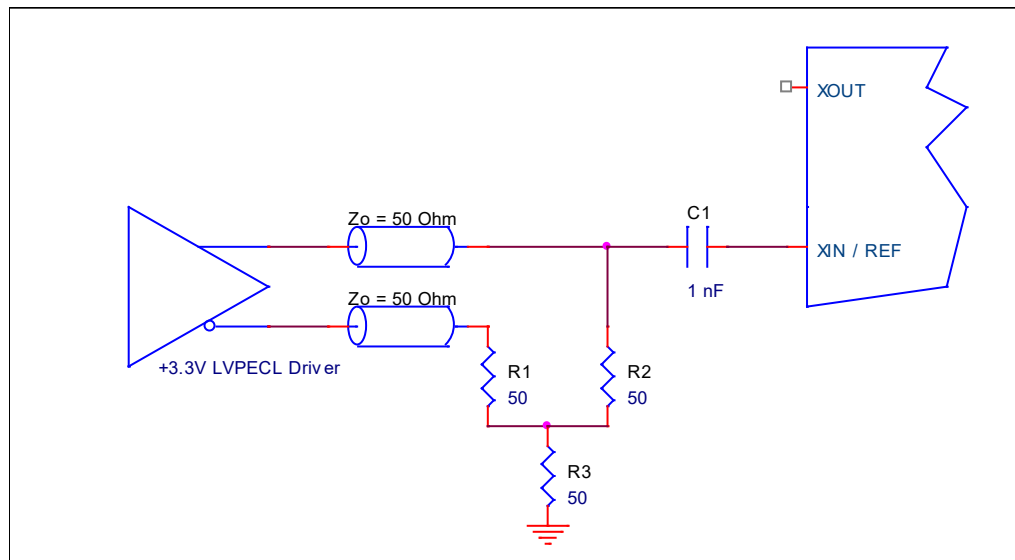 XOUT
Zo = 50 Ohm
C1
XIN / REF
1 nF
Zo = 50 Ohm
+3.3V LVPECL Driver
R1
50
R2
50
R3
50